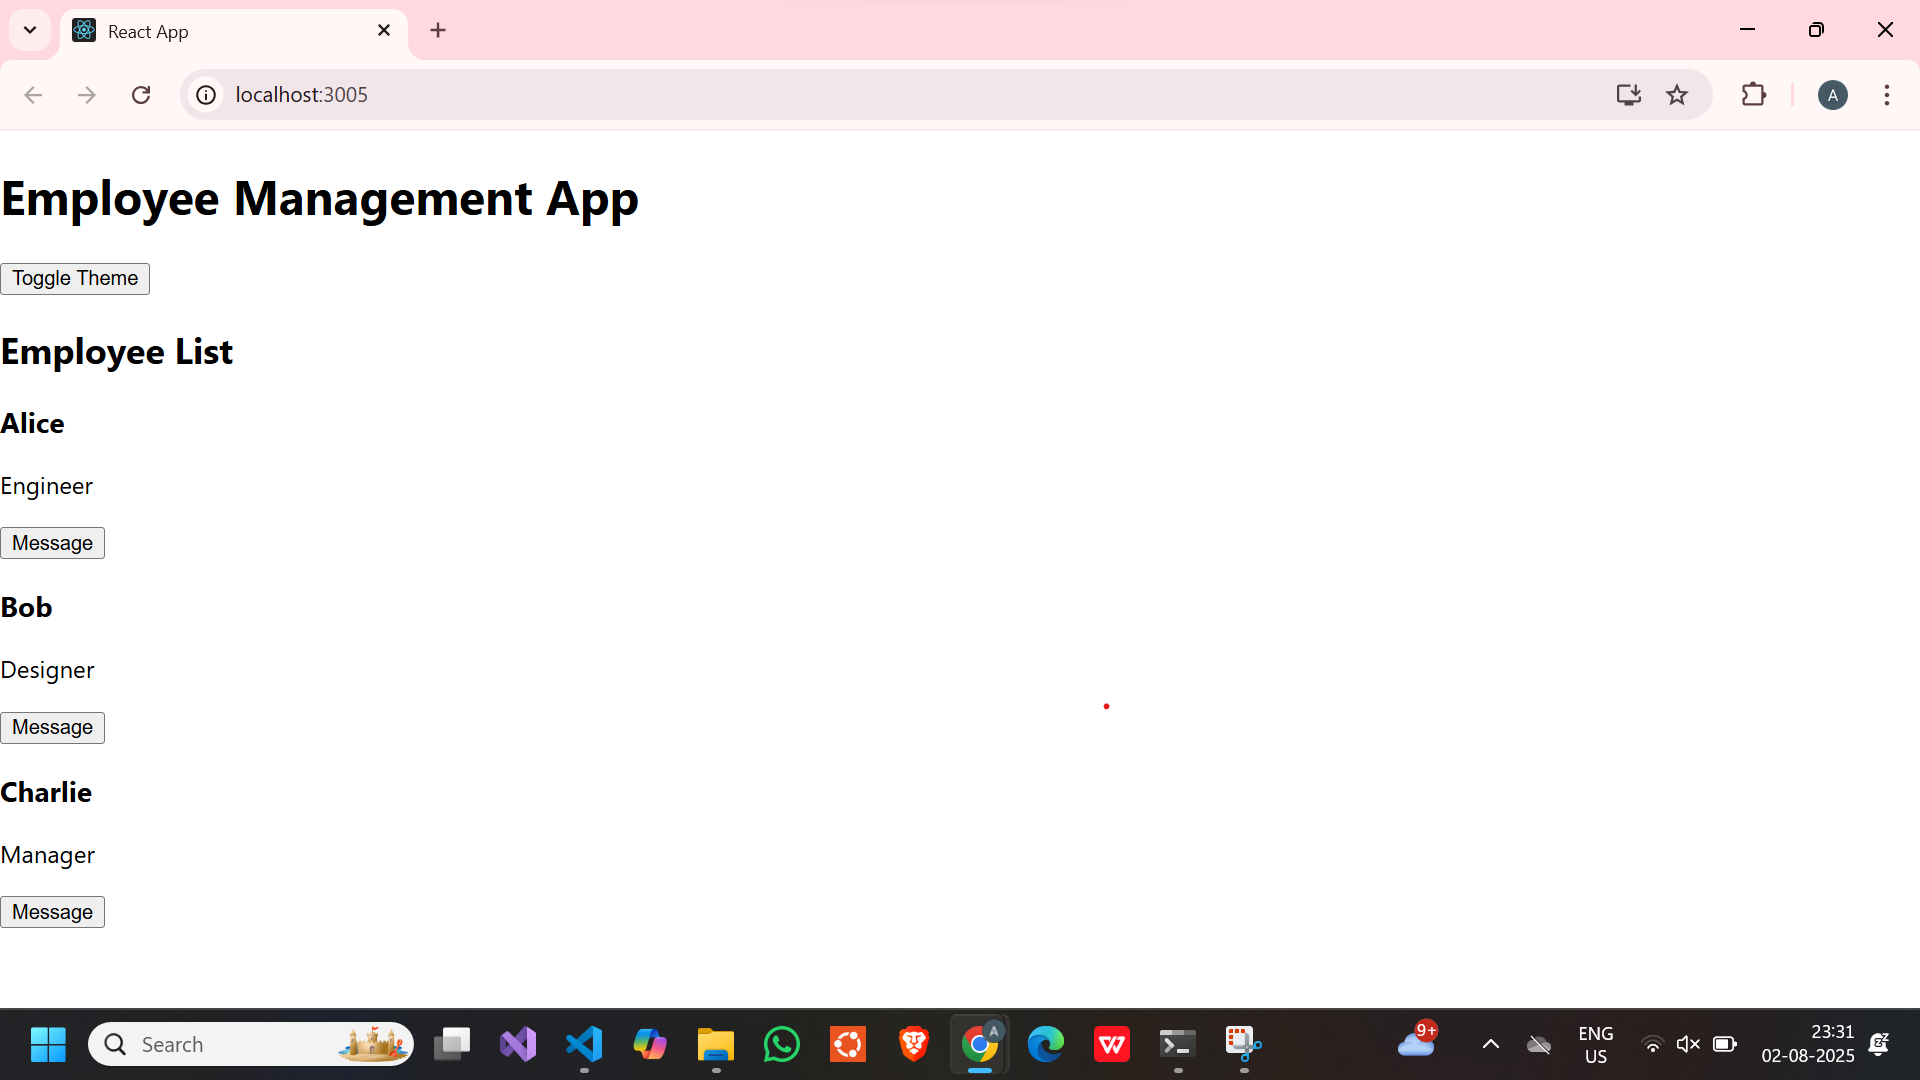 React App
localhost:3005
A
Employee Management App
Toggle Theme
Employee List
Alice
Engineer
Message
Bob
Designer
Message
Charlie
Manager
Message
Search
A
W
9+
ENG
US
23:31
02-08-2025